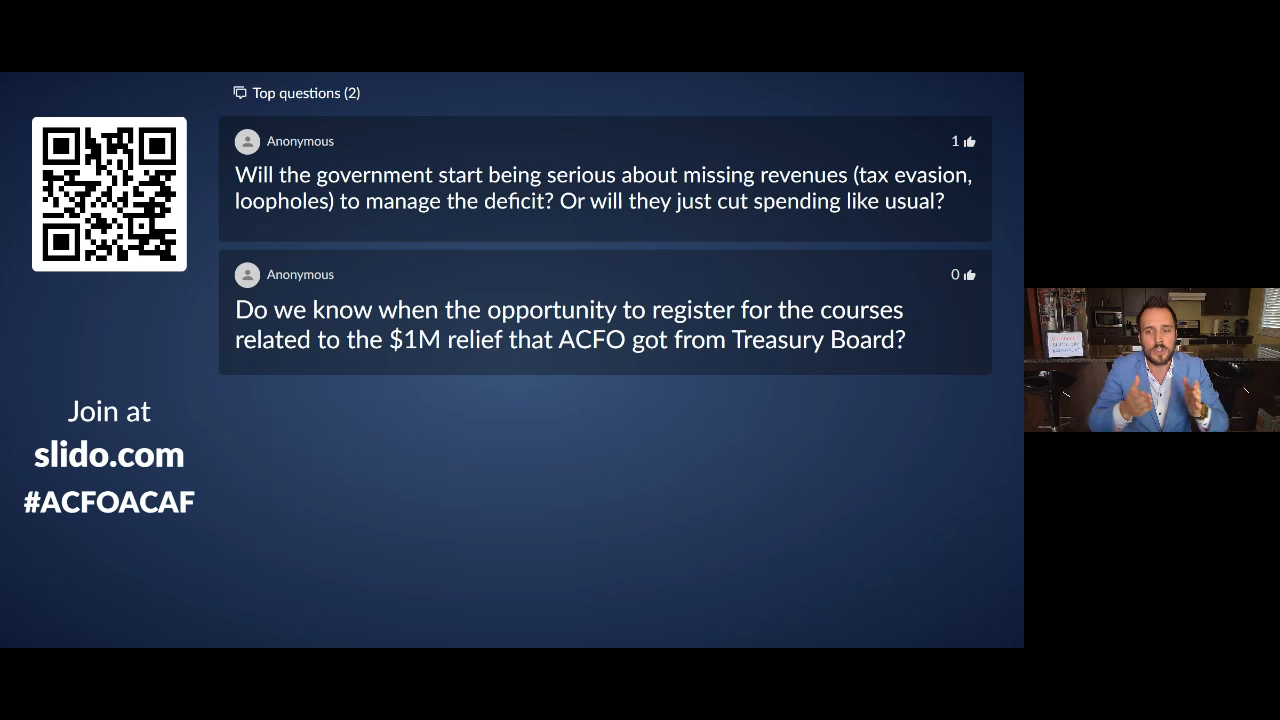 Top questions (2)
Anonymous
1
Will the government start being serious about missing revenues (tax evasion,
loopholes) to manage the deficit? Or will they just cut spending like usual?
Anonymous
0
Do we know when the opportunity to register for the courses
related to the $1M relief that ACFO got from Treasury Board?
Join at
slido.com
#ACFOACAF